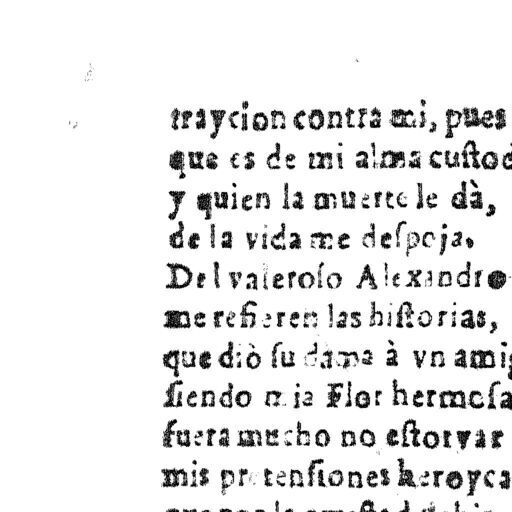 traycion contra mi, pues
que es de mi alma custod
y quien la muerte le dà,
de la vida me deſpoja.
Del valeroſo Alexandro
me refieren las hiſtorias,
que diò ſu dama à vn ami
ſiendo mia Flor hermoſa
fuera mucho no eſtorvar
mis pretenſiones heroyca